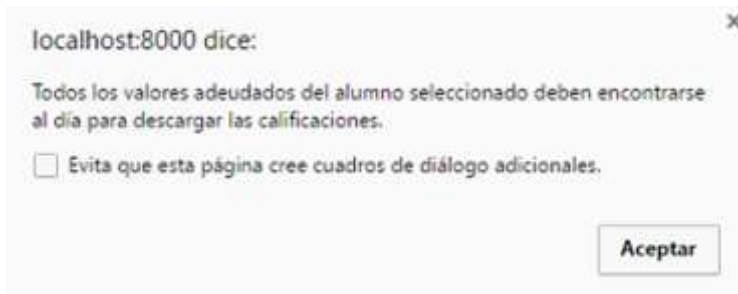 localhost:8000 dice:
Todos los valores adeudados del alumno seleccionado deben encontrarse
al día para descargar las calificaciones.
Evita que esta página cree cuadros de diálogo adicionales.
Aceptar